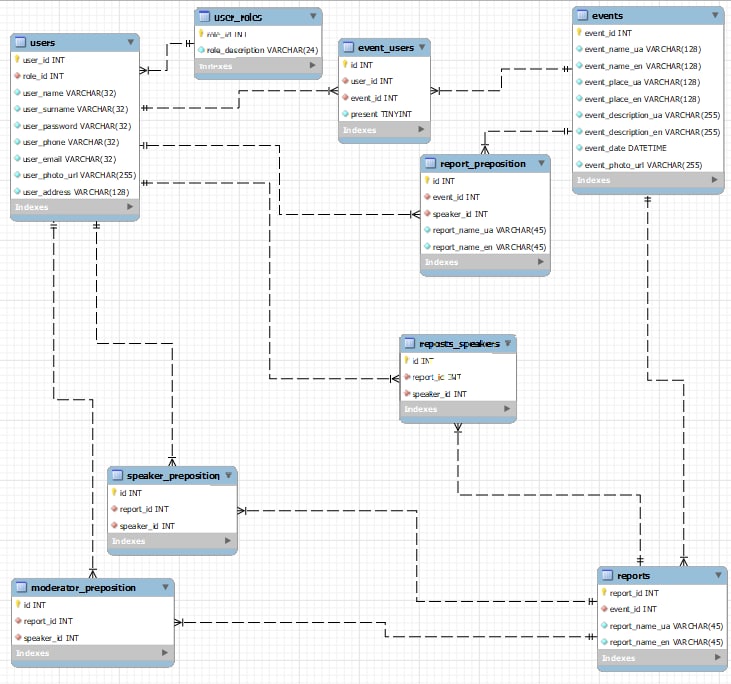 users
user_id INT
role_id INT
user_name VARCHAR(32)
user_surname VARCHAR(32)
user_password VARCHAR(32)
user_phone VARCHAR(32)
user_email VARCHAR(32)
user_photo_url VARCHAR(255)
user_address VARCHAR(128)
Indexes
user_roles
role_id INT
role_description VARCHAR(24)
Indexes
event_users
id INT
user_id INT
event_id INT
present TINYINT
Indexes
events
event_id INT
event_name_ua VARCHAR(128)
event_name_en VARCHAR(128)
event_place_ua VARCHAR(128)
event_place_en VARCHAR(128)
event_description_ua VARCHAR(255)
event_description_en VARCHAR(255)
event_date DATETIME
event_photo_url VARCHAR(255)
Indexes
report_preposition
id INT
event_id INT
speaker_id INT
report_name_ua VARCHAR(45)
report_name_en VARCHAR(45)
Indexes
reposts_speakers
id INT
report_id INT
speaker_id INT
Indexes
speaker_preposition
id INT
report_id INT
speaker_id INT
Indexes
moderator_preposition
id INT
report_id INT
speaker_id INT
Indexes
reports
report_id INT
event_id INT
report_name_ua VARCHAR(45)
report_name_en VARCHAR(45)
Indexes